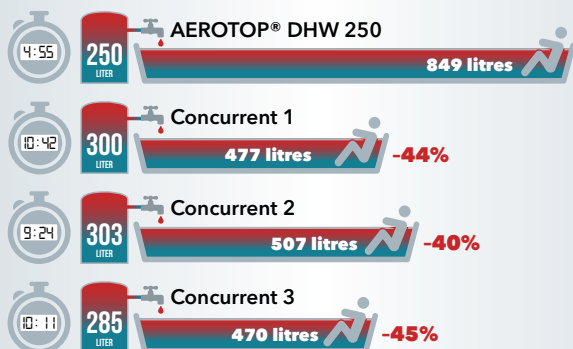 AEROTOP® DHW 250
4:55
250
LITER
849 litres
Concurrent 1
10:42
300
LITER
477 litres
-44%
Concurrent 2
9:24
303
LITER
507 litres
-40%
Concurrent 3
10:11
285
LITER
470 litres
-45%